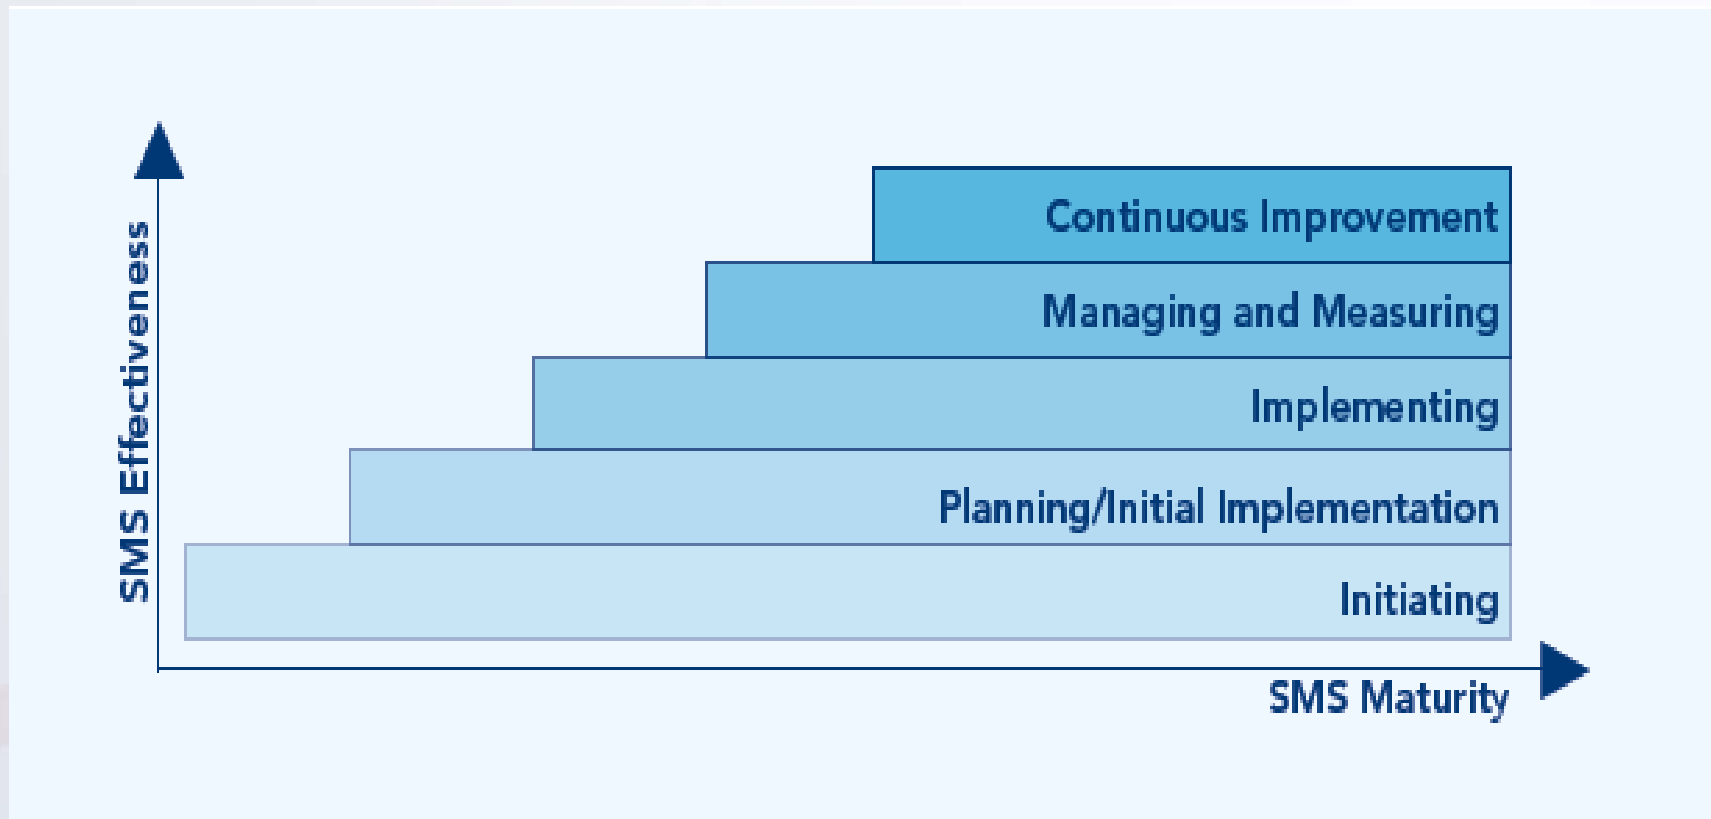 SMS Effectiveness
Continuous Improvement
Managing and Measuring
Implementing
Planning/Initial Implementation
Initiating
SMS Maturity